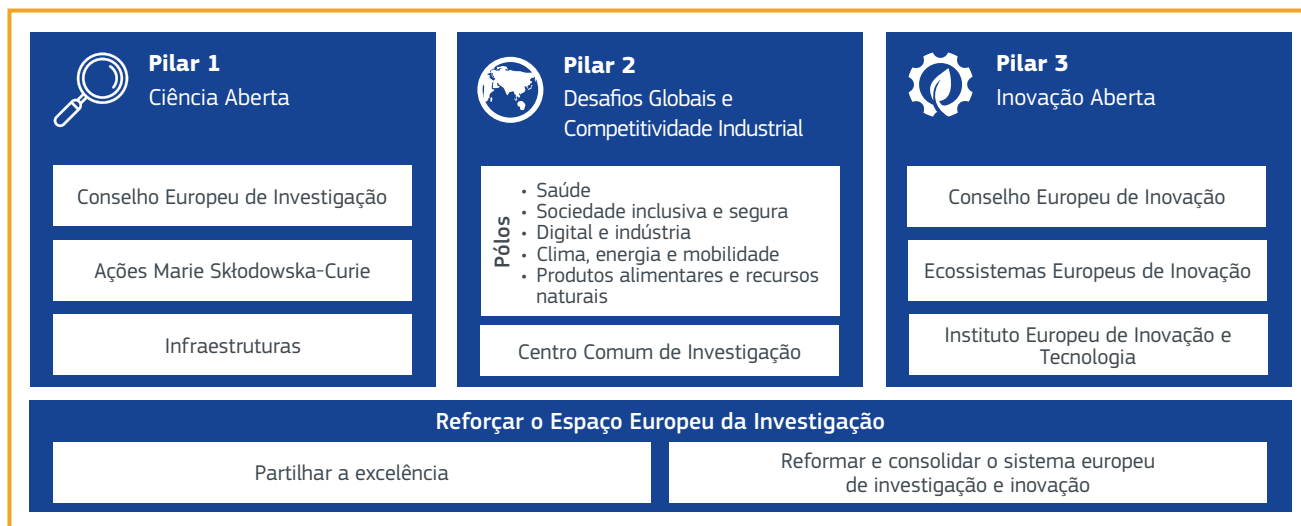 Pilar 1
Ciência Aberta
Conselho Europeu de Investigação
Ações Marie Skłodowska-Curie
Infraestruturas
Pilar 2
Desafios Globais e
Competitividade Industrial
Pólos
• Saúde
• Sociedade inclusiva e segura
• Digital e indústria
• Clima, energia e mobilidade
• Produtos alimentares e recursos
naturais
Centro Comum de Investigação
Pilar 3
Inovação Aberta
Conselho Europeu de Inovação
Ecossistemas Europeus de Inovação
Instituto Europeu de Inovação e
Tecnologia
Reforçar o Espaço Europeu da Investigação
Partilhar a excelência
Reformar e consolidar o sistema europeu
de investigação e inovação